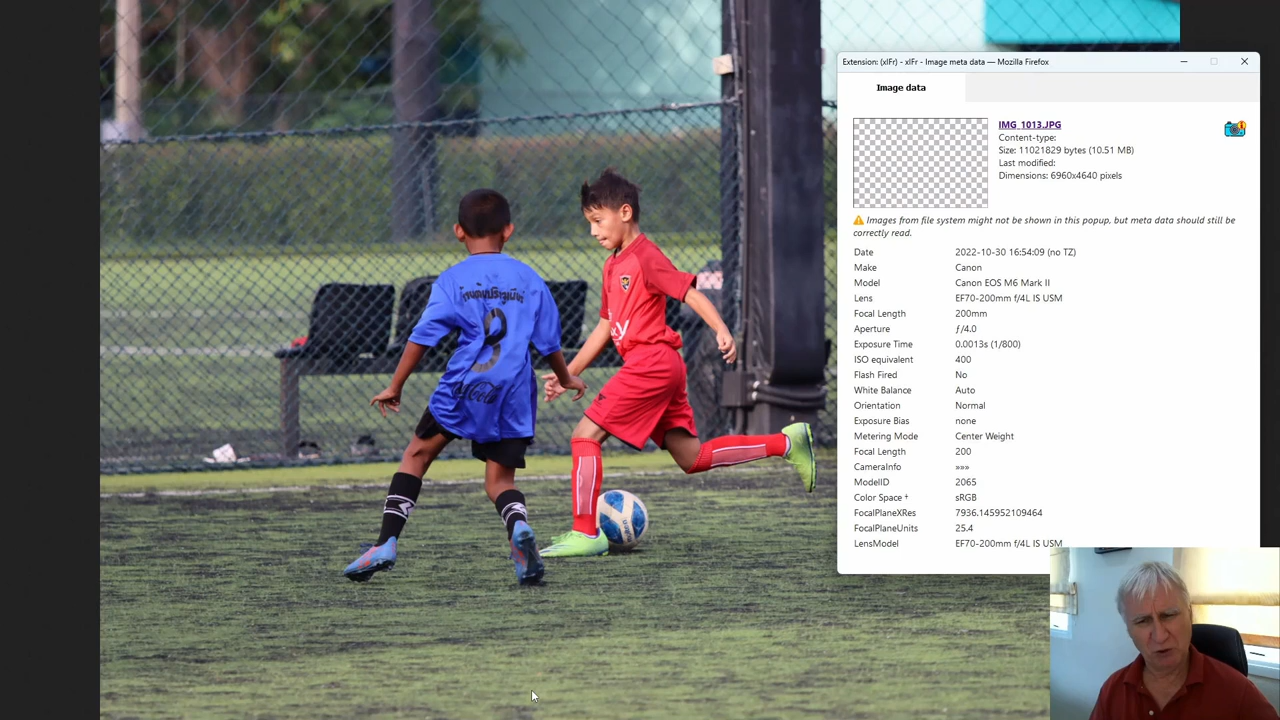 Extension: (xIFr) - xIFr - Image meta data — Mozilla Firefox
Image data
IMG_1013.JPG
Content-type:
Size: 11021829 bytes (10.51 MB)
Last modified:
Dimensions: 6960x4640 pixels
Images from file system might not be shown in this popup, but meta data should still be
correctly read.
Date 2022-10-30 16:54:09 (no TZ)
Make Canon
Model Canon EOS M6 Mark II
Lens EF70-200mm f/4L IS USM
Focal Length 200mm
Aperture ƒ/4.0
Exposure Time 0.0013s (1/800)
ISO equivalent 400
Flash Fired No
White Balance Auto
Orientation Normal
Exposure Bias none
Metering Mode Center Weight
Focal Length 200
CameraInfo »»»
ModelID 2065
Color Space † sRGB
FocalPlaneXRes 7936.145952109464
FocalPlaneUnits 25.4
LensModel EF70-200mm f/4L IS USM
8
Coca-Cola